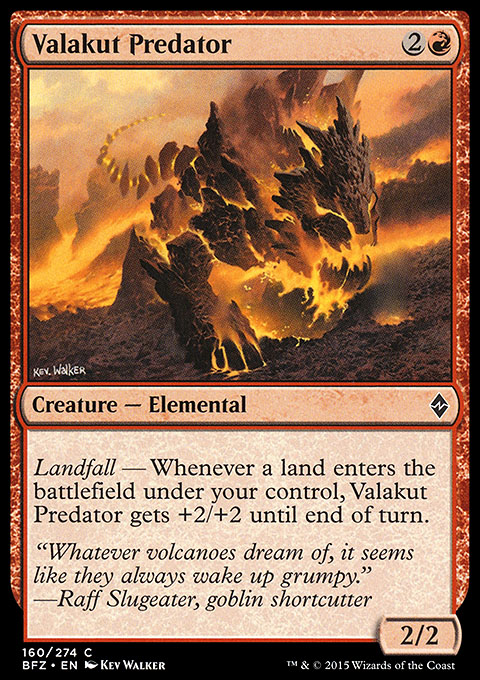 Valakut Predator 2
Kev. Walker
Creature — Elemental
Landfall — Whenever a land enters the
battlefield under your control, Valakut
Predator gets +2/+2 until end of turn.
“Whatever volcanoes dream of, it seems
like they always wake up grumpy.”
—Raff Slugeater, goblin shortcutter
2/2
160/274 C
BFZ • EN Kev Walker
™ & © 2015 Wizards of the Coast